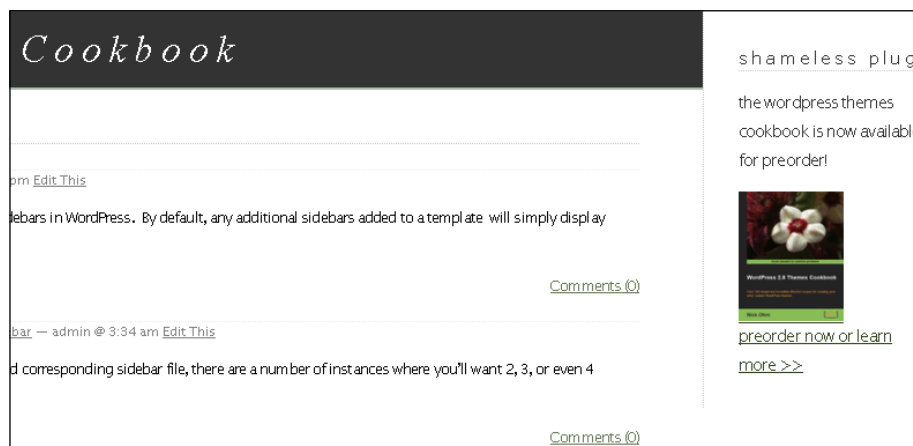 Cookbook
pm Edit This
debars in WordPress. By default, any additional sidebars added to a template will simply display
Comments (0)
ebar — admin @ 3:34 am Edit This
d corresponding sidebar file, there are a number of instances where you'll want 2, 3, or even 4
Comments (0)
shameless plug
the wordpress themes
cookbook is now available
for preorder!
WordPress 2.8 Themes Cookbook
preorder now or learn
more >>